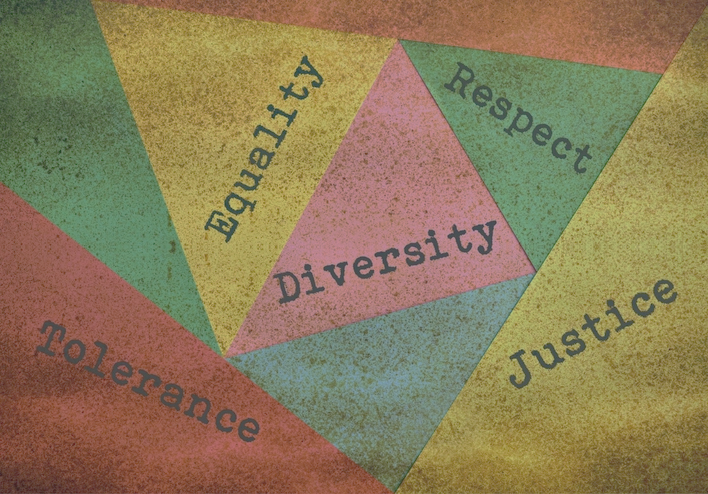 Equality
Respect
Diversity
Justice
Tolerance